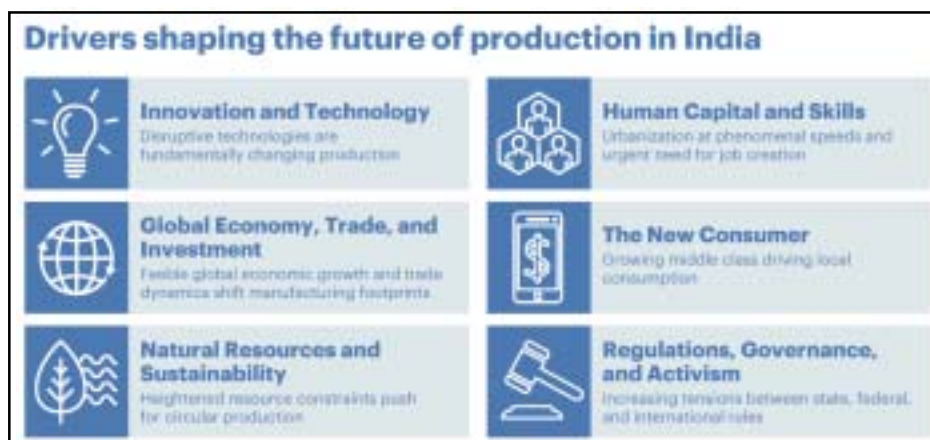 Drivers shaping the future of production in India
Innovation and Technology
Disruptive technologies are
fundamentally changing production
Human Capital and Skills
Urbanization at phenomenal speeds and
urgent need for job creation
Global Economy, Trade, and
Investment
Feeble global economic growth and trade
dynamics shift manufacturing footprints
The New Consumer
Growing middle class driving local
consumption
Natural Resources and
Sustainability
Heightened resource constraints push
for circular production
Regulations, Governance,
and Activism
Increasing tensions between state, federal,
and international rules